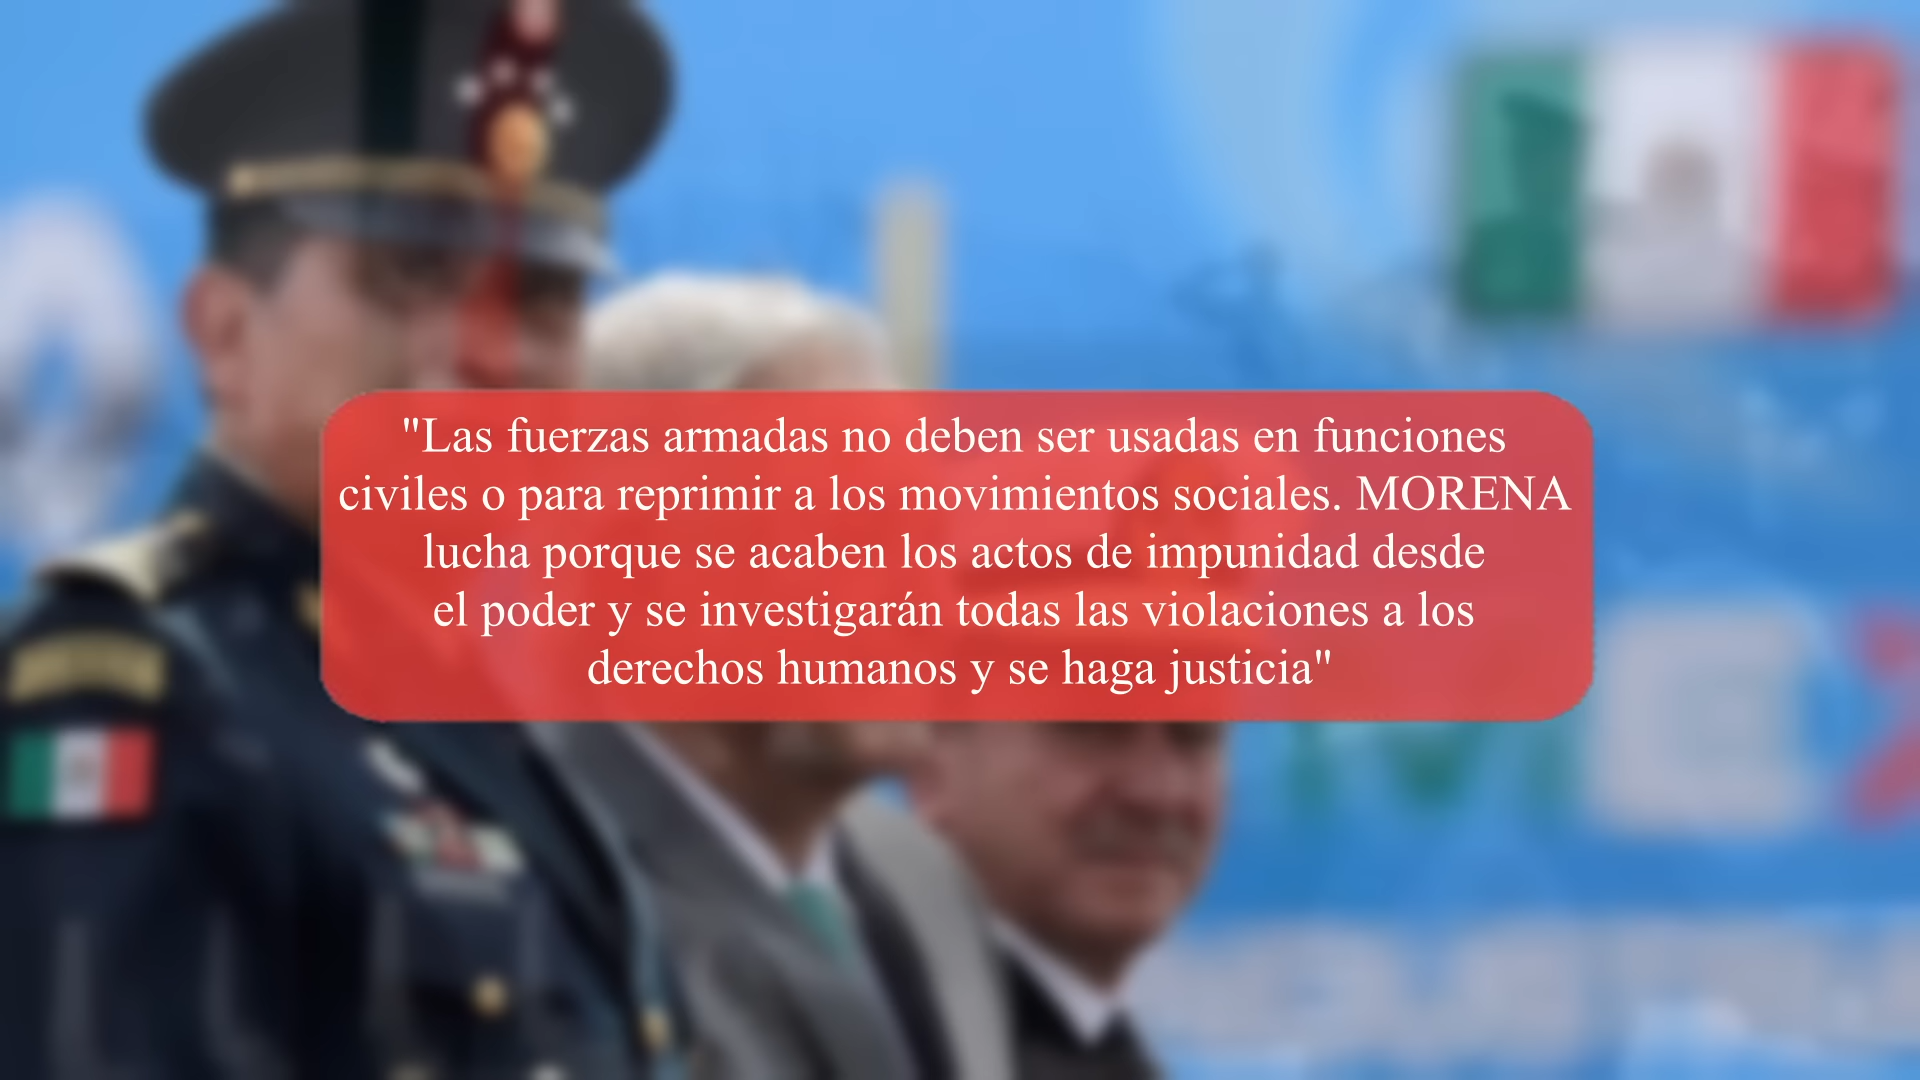 "Las fuerzas armadas no deben ser usadas en funciones
civiles o para reprimir a los movimientos sociales. MORENA
lucha porque se acaben los actos de impunidad desde
el poder y se investigarán todas las violaciones a los
derechos humanos y se haga justicia"